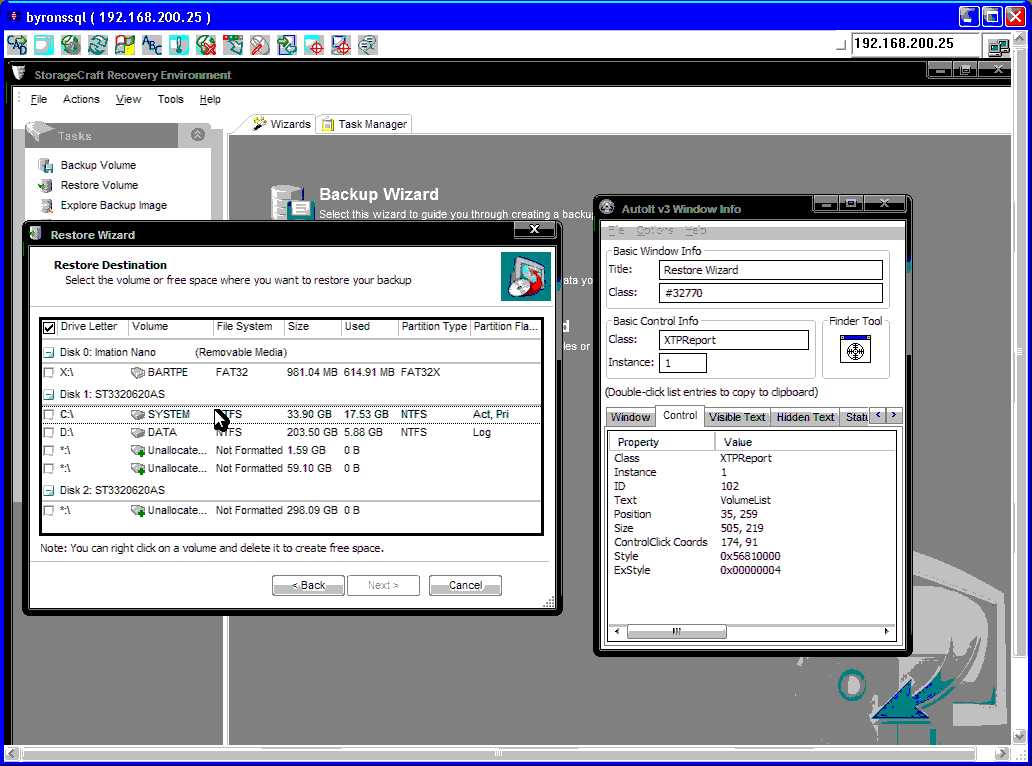 byronssql ( 192.168.200.25 )
192.168.200.25
StorageCraft Recovery Environment
File Actions View Tools Help
Tasks
Wizards Task Manager
Backup Volume
Restore Volume
Explore Backup Image
Backup Wizard
Select this wizard to guide you through creating a backu
Restore Wizard
Restore Destination
Select the volume or free space where you want to restore your backup
ata yo
d
les or
Drive Letter Volume File System Size Used Partition Type Partition Fla...
Disk 0: Imation Nano (Removable Media)
X:\ BARTPE FAT32 981.04 MB 614.91 MB FAT32X
Disk 1: ST3320620AS
C:\ SYSTEM NTFS 33.90 GB 17.53 GB NTFS Act, Pri
D:\ DATA NTFS 203.50 GB 5.88 GB NTFS Log
*:\ Unallocate... Not Formatted 1.59 GB 0 B
*:\ Unallocate... Not Formatted 59.10 GB 0 B
Disk 2: ST3320620AS
*:\ Unallocate... Not Formatted 298.09 GB 0 B
Note: You can right click on a volume and delete it to create free space.
< Back Next > Cancel
AutoIt v3 Window Info
File Options Help
Basic Window Info
Title: Restore Wizard
Class: #32770
Basic Control Info
Finder Tool
Class: XTPReport
Instance: 1
(Double-click list entries to copy to clipboard)
Window Control Visible Text Hidden Text Statu
Property Value
Class XTPReport
Instance 1
ID 102
Text VolumeList
Position 35, 259
Size 505, 219
ControlClick Coords 174, 91
Style 0x56810000
ExStyle 0x00000004